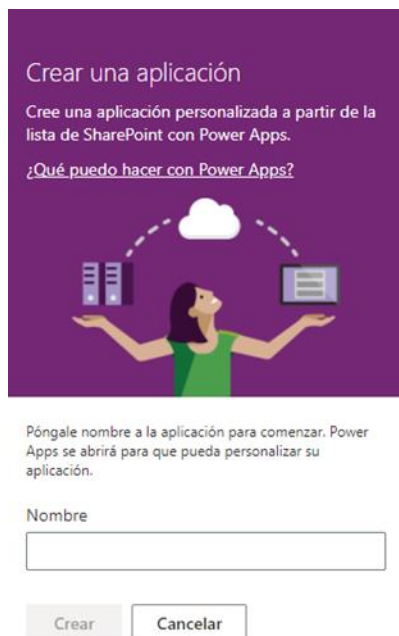 Crear una aplicación
Cree una aplicación personalizada a partir de la
lista de SharePoint con Power Apps.
¿Qué puedo hacer con Power Apps?
Póngale nombre a la aplicación para comenzar. Power
Apps se abrirá para que pueda personalizar su
aplicación.
Nombre
Crear Cancelar